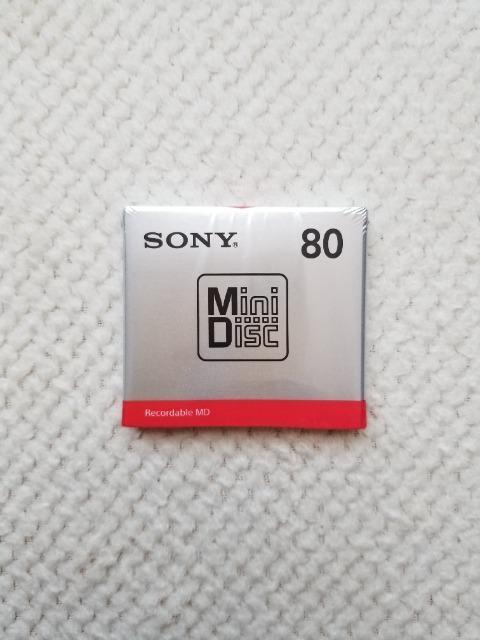 SONY® 80
Mini
Disc
Recordable MD